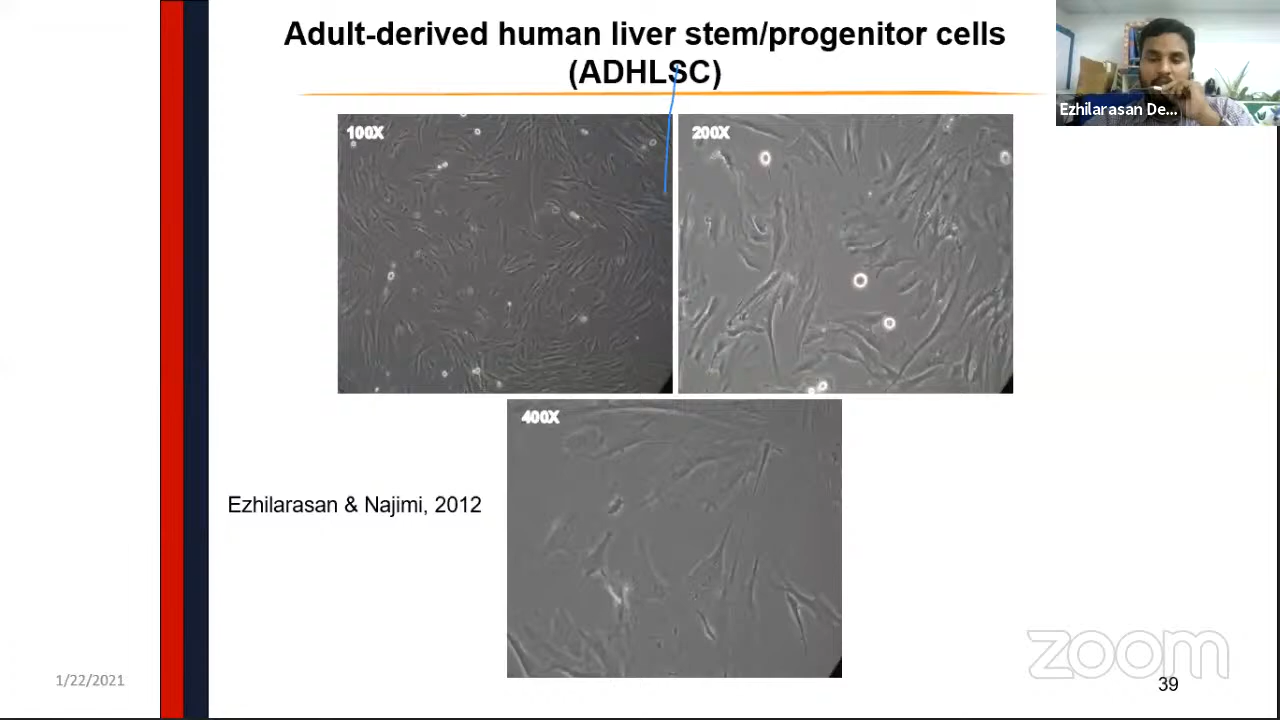 Adult-derived human liver stem/progenitor cells
(ADHLSC)
Ezhilarasan De...
100X
200X
400X
Ezhilarasan & Najimi, 2012
zoom
1/22/2021
39